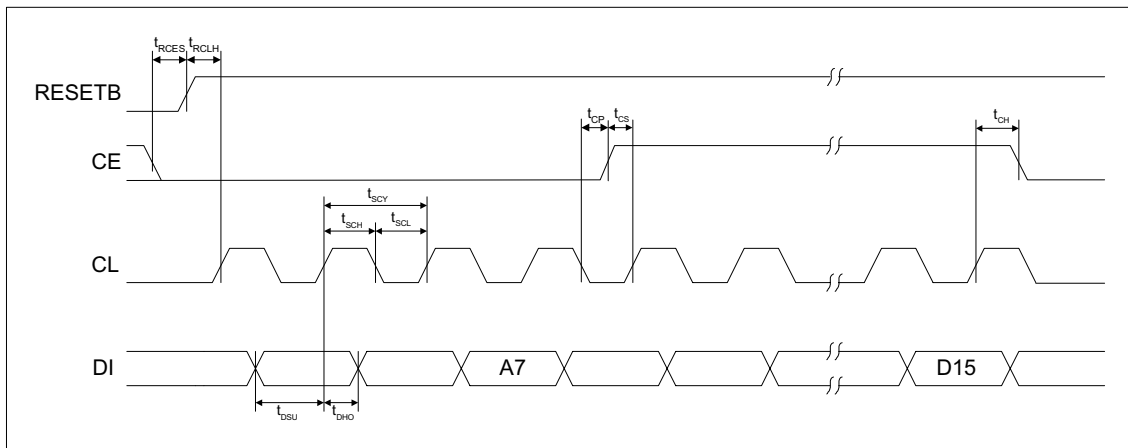 tRCES tRCLH
RESETB
tCP tCS tCH
CE
tSCY
tSCH tSCL
CL
DI A7 D15
tDSU tDHO